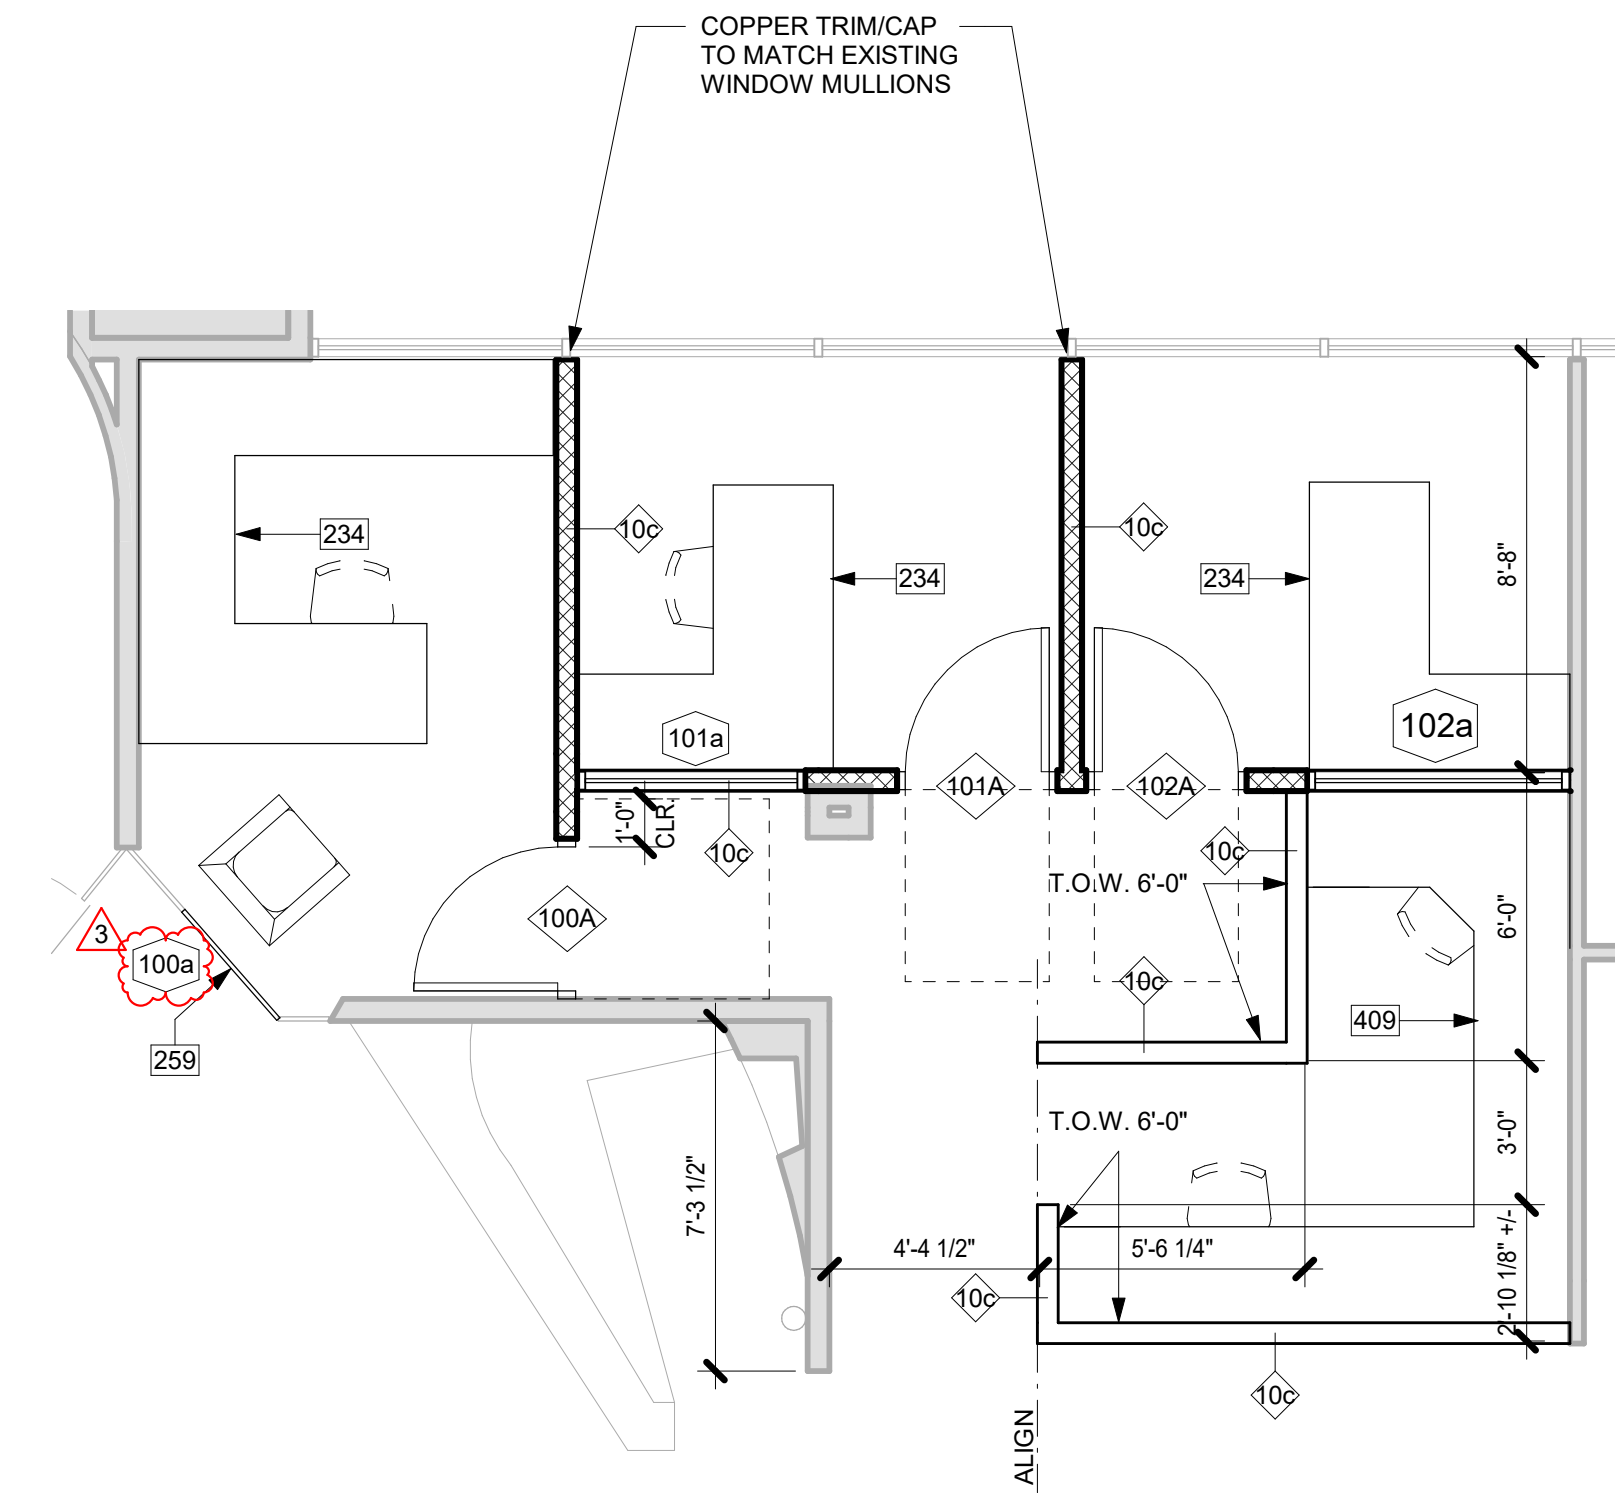 COPPER TRIM/CAP
TO MATCH EXISTING
WINDOW MULLIONS
234
10c
10c
234
234
8'-8"
101a
102a
101A
102A
1'-0"
CLR.
10c
10c
T.O.W. 6'-0"
100A
6'-0"
3
100a
10c
409
259
T.O.W. 6'-0"
3'-0"
7'-3 1/2"
4'-4 1/2"
5'-6 1/4"
2'-10 1/8" +/-
10c
10c
ALIGN